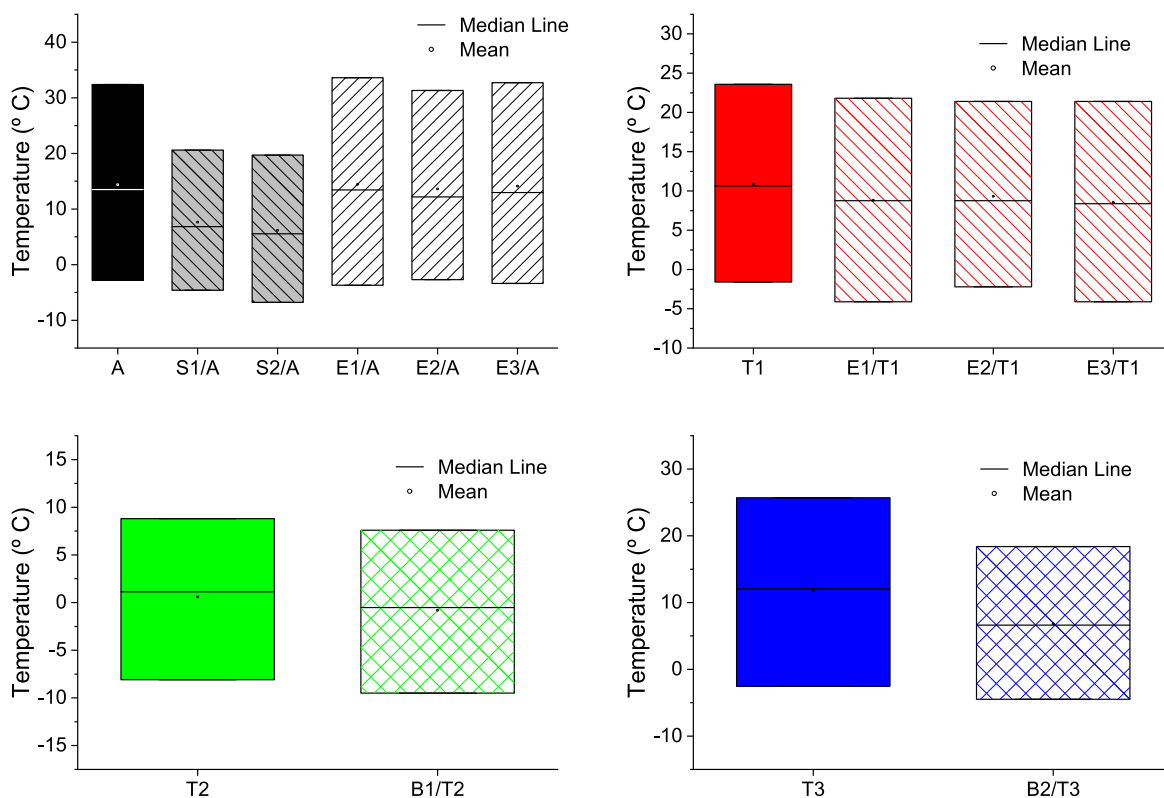 Temperature (º C)
40
30
20
10
0
-10
Median Line
Mean
A S1/A S2/A E1/A E2/A E3/A
Temperature (º C)
30
25
20
15
10
5
0
-5
-10
Median Line
Mean
T1 E1/T1 E2/T1 E3/T1
Temperature (º C)
15
10
5
0
-5
-10
-15
Median Line
Mean
T2 B1/T2
Temperature (º C)
30
20
10
0
-10
Median Line
Mean
T3 B2/T3